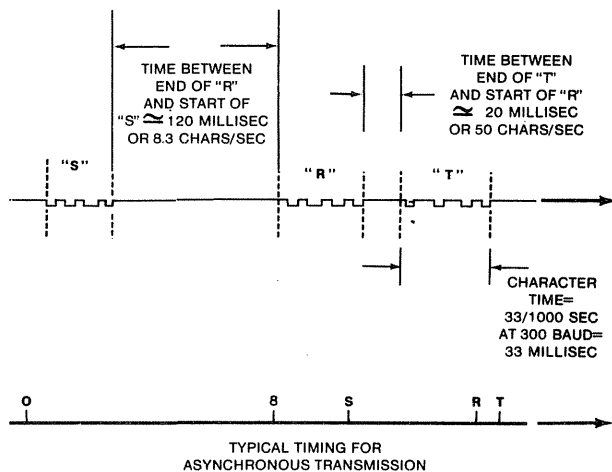 TIME BETWEEN
END OF "R"
AND START OF
"S" ≅ 120 MILLISEC
OR 8.3 CHARS/SEC
TIME BETWEEN
END OF "T"
AND START OF "R"
≅ 20 MILLISEC
OR 50 CHARS/SEC
"S"
"R"
"T"
CHARACTER
TIME=
33/1000 SEC
AT 300 BAUD=
33 MILLISEC
O 8 S R T
TYPICAL TIMING FOR
ASYNCHRONOUS TRANSMISSION